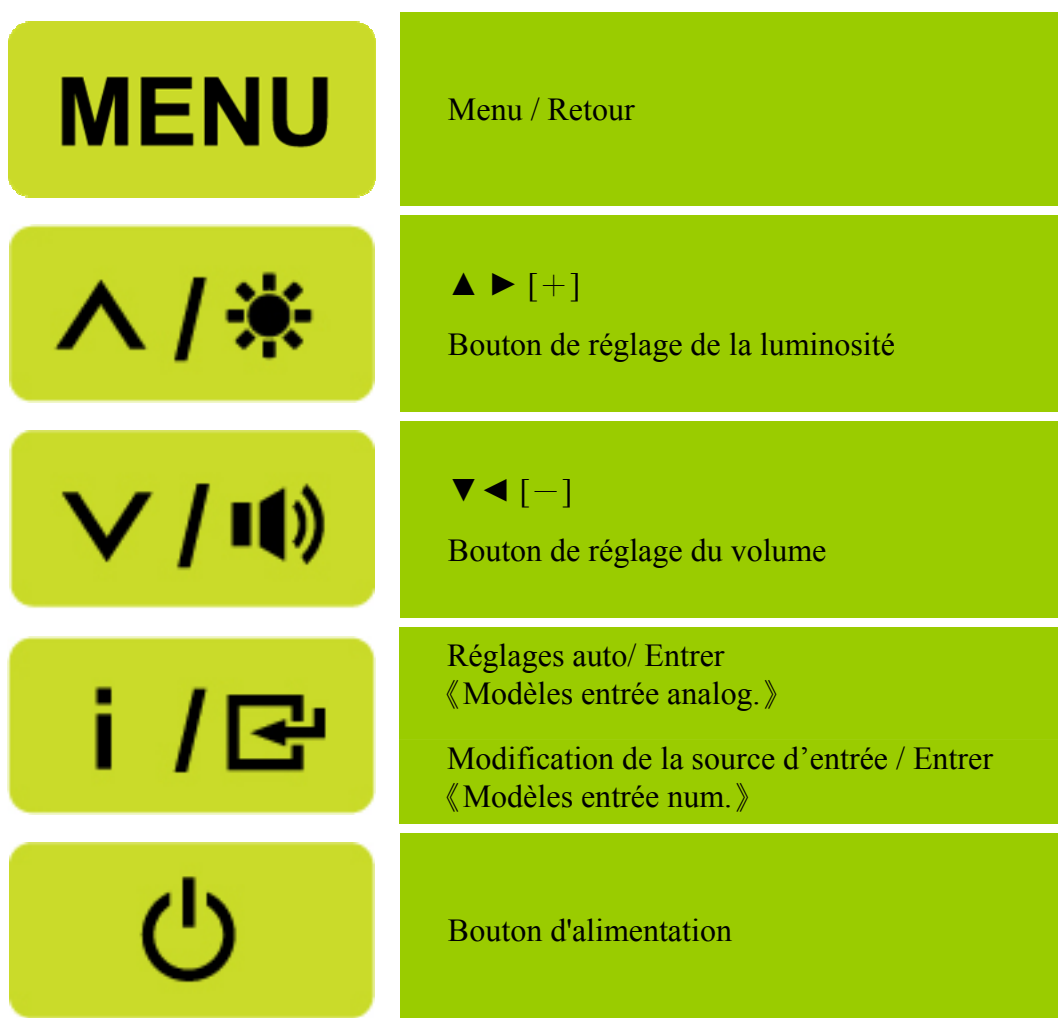 MENU
Menu / Retour
▲ ► [+]
/
Bouton de réglage de la luminosité
▼◄ [−]
/
Bouton de réglage du volume
Réglages auto/ Entrer
《Modèles entrée analog.》
i /
Modification de la source d’entrée / Entrer
《Modèles entrée num.》
Bouton d'alimentation